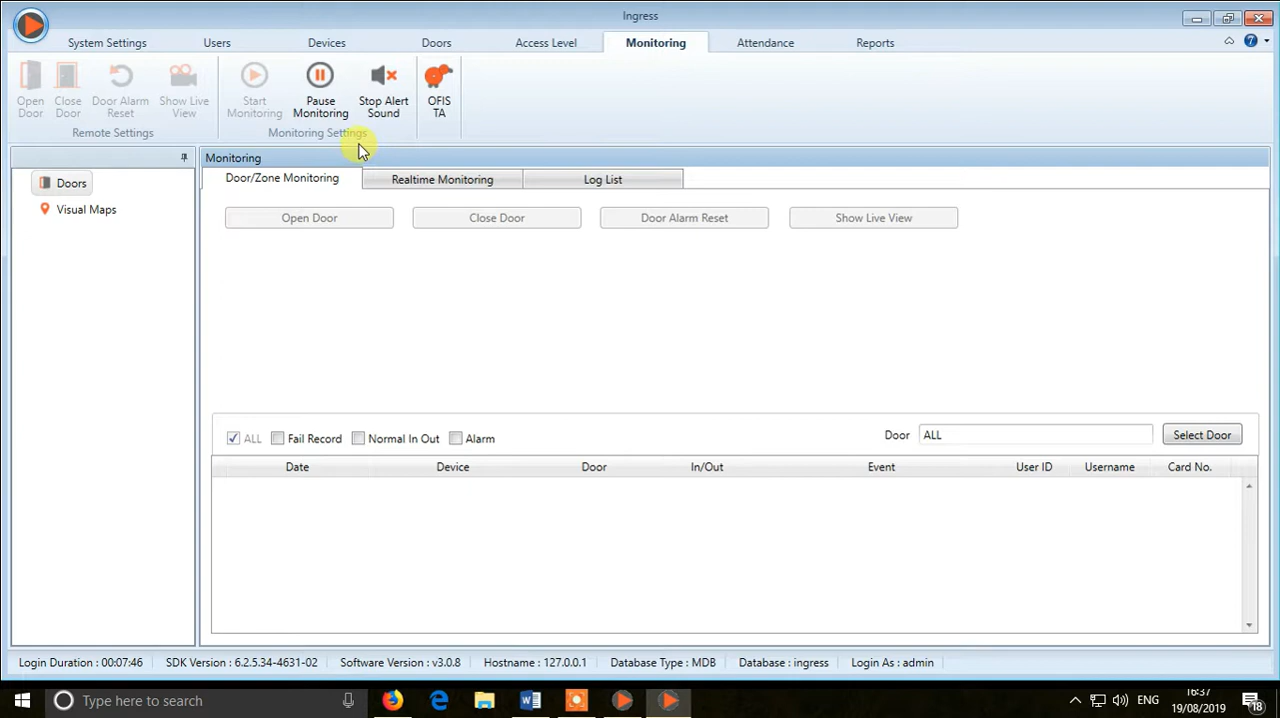 Ingress
System Settings Users Devices Doors Access Level Monitoring Attendance Reports
Open Door Close Door Door Alarm Reset Show Live View Start Monitoring Pause Monitoring Stop Alert Sound OFIS TA
Remote Settings Monitoring Settings
Monitoring
Doors
Visual Maps
Door/Zone Monitoring Realtime Monitoring Log List
Open Door Close Door Door Alarm Reset Show Live View
ALL Fail Record Normal In Out Alarm Door ALL Select Door
Date Device Door In/Out Event User ID Username Card No.
Login Duration : 00:07:46 SDK Version : 6.2.5.34-4631-02 Software Version : v3.0.8 Hostname : 127.0.0.1 Database Type : MDB Database : ingress Login As : admin
Type here to search ENG 16:37
19/08/2019 18